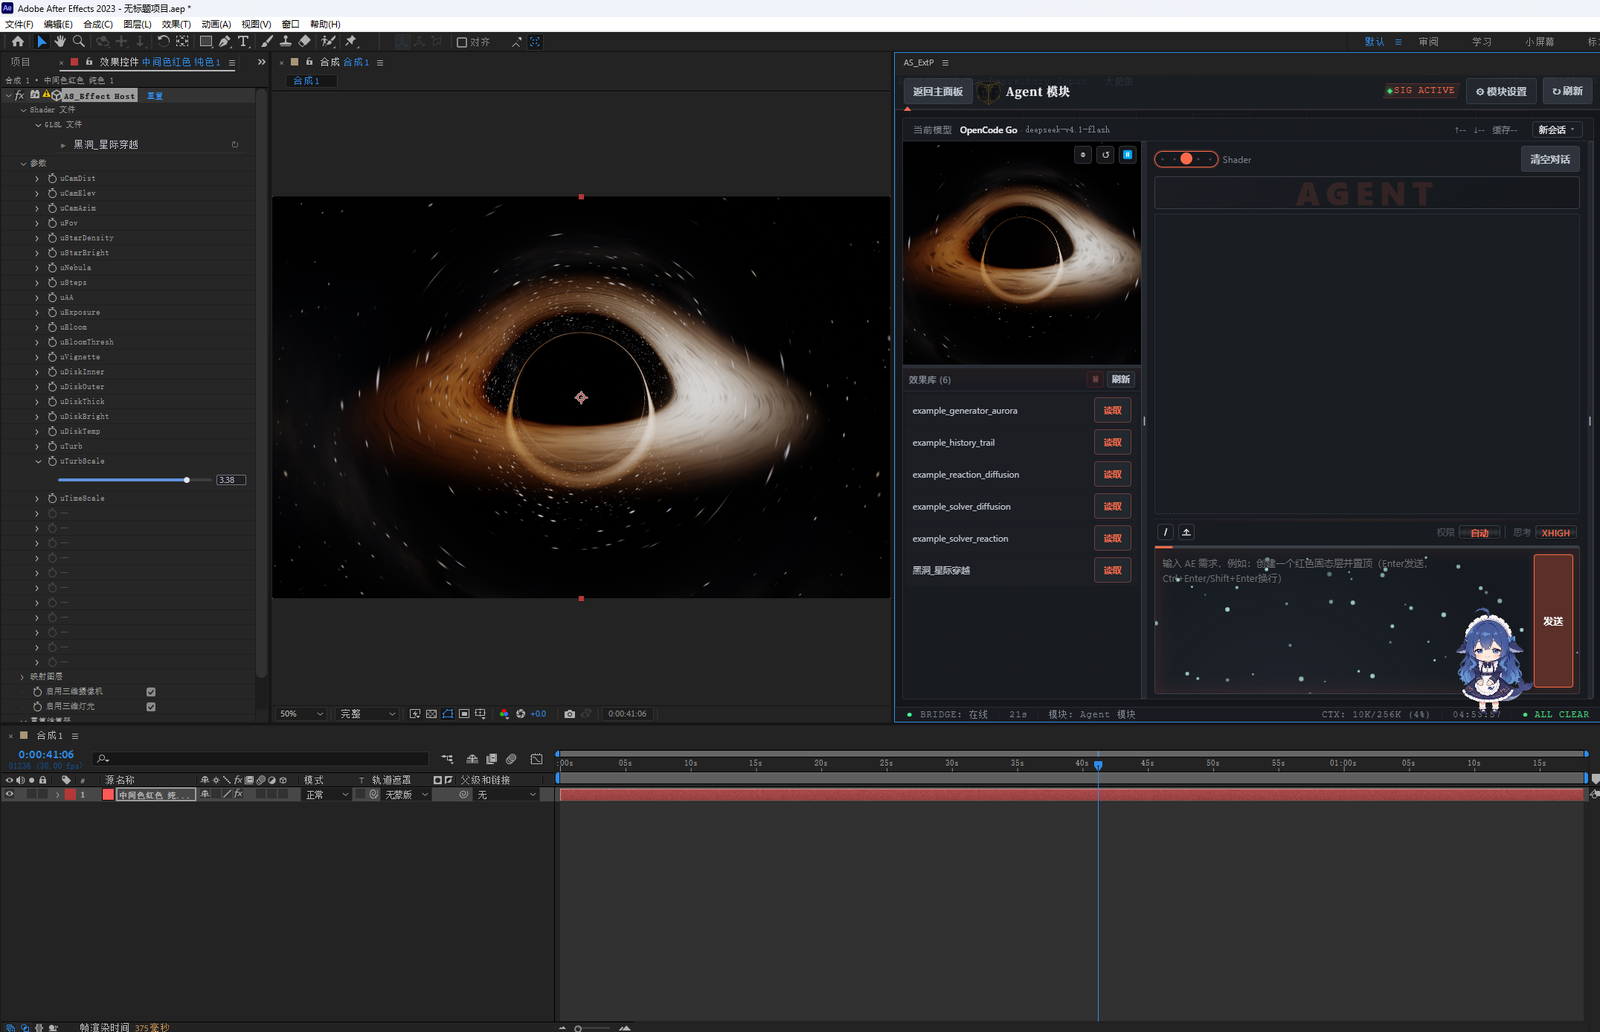 Adobe After Effects 2023 - 无标题项目.aep *
文件(F) 编辑(E) 合成(C) 图层(L) 效果(T) 动画(A) 视图(V) 窗口 帮助(H)
对齐
默认 审阅 学习 小屏幕 标
项目 效果控件 中间色红色 纯色 1
合成 1 • 中间色红色 纯色 1
fx AS_Effect Host 重置
Shader 文件
GLSL 文件
黑洞_星际穿越
参数
uCamDist
uCamElev
uCamAzim
uFov
uStarDensity
uStarBright
uNebula
uSteps
uAA
uExposure
uBloom
uBloomThresh
uVignette
uDiskInner
uDiskOuter
uDiskThick
uDiskBright
uDiskTemp
uTurb
uTurbScale
3.38
uTimeScale
映射图层
启用三维摄像机
启用三维灯光
合成 合成 1
合成 1
50% 完整 +0.0 0:00:41:06
AS_ExtP
返回主面板 Agent 模块 SIG ACTIVE 模块设置 刷新
当前模型 OpenCode Go deepseek-v4.1-flash ↑-- ↓-- 缓存-- 新会话
Shader 清空对话
AGENT
效果库 (6) 刷新
example_generator_aurora 读取
example_history_trail 读取
example_reaction_diffusion 读取
example_solver_diffusion 读取
example_solver_reaction 读取
黑洞_星际穿越 读取
/ 权限 自动 思考 XHIGH
输入 AE 需求，例如：创建一个红色固态层并置顶（Enter发送，
Ctrl+Enter/Shift+Enter换行）
发送
BRIDGE: 在线 21s 模块: Agent 模块 CTX: 10K/256K (4%) 04:53:57 ALL CLEAR
合成 1
0:00:41:06
01236 (30.00 fps)
:00s 05s 10s 15s 20s 25s 30s 35s 40s 45s 50s 55s 01:00s 05s 10s 15s
# 源名称 模式 T 轨道遮罩 父级和链接
1 中间色红色 纯... 正常 无蒙版 无
帧渲染时间 375毫秒